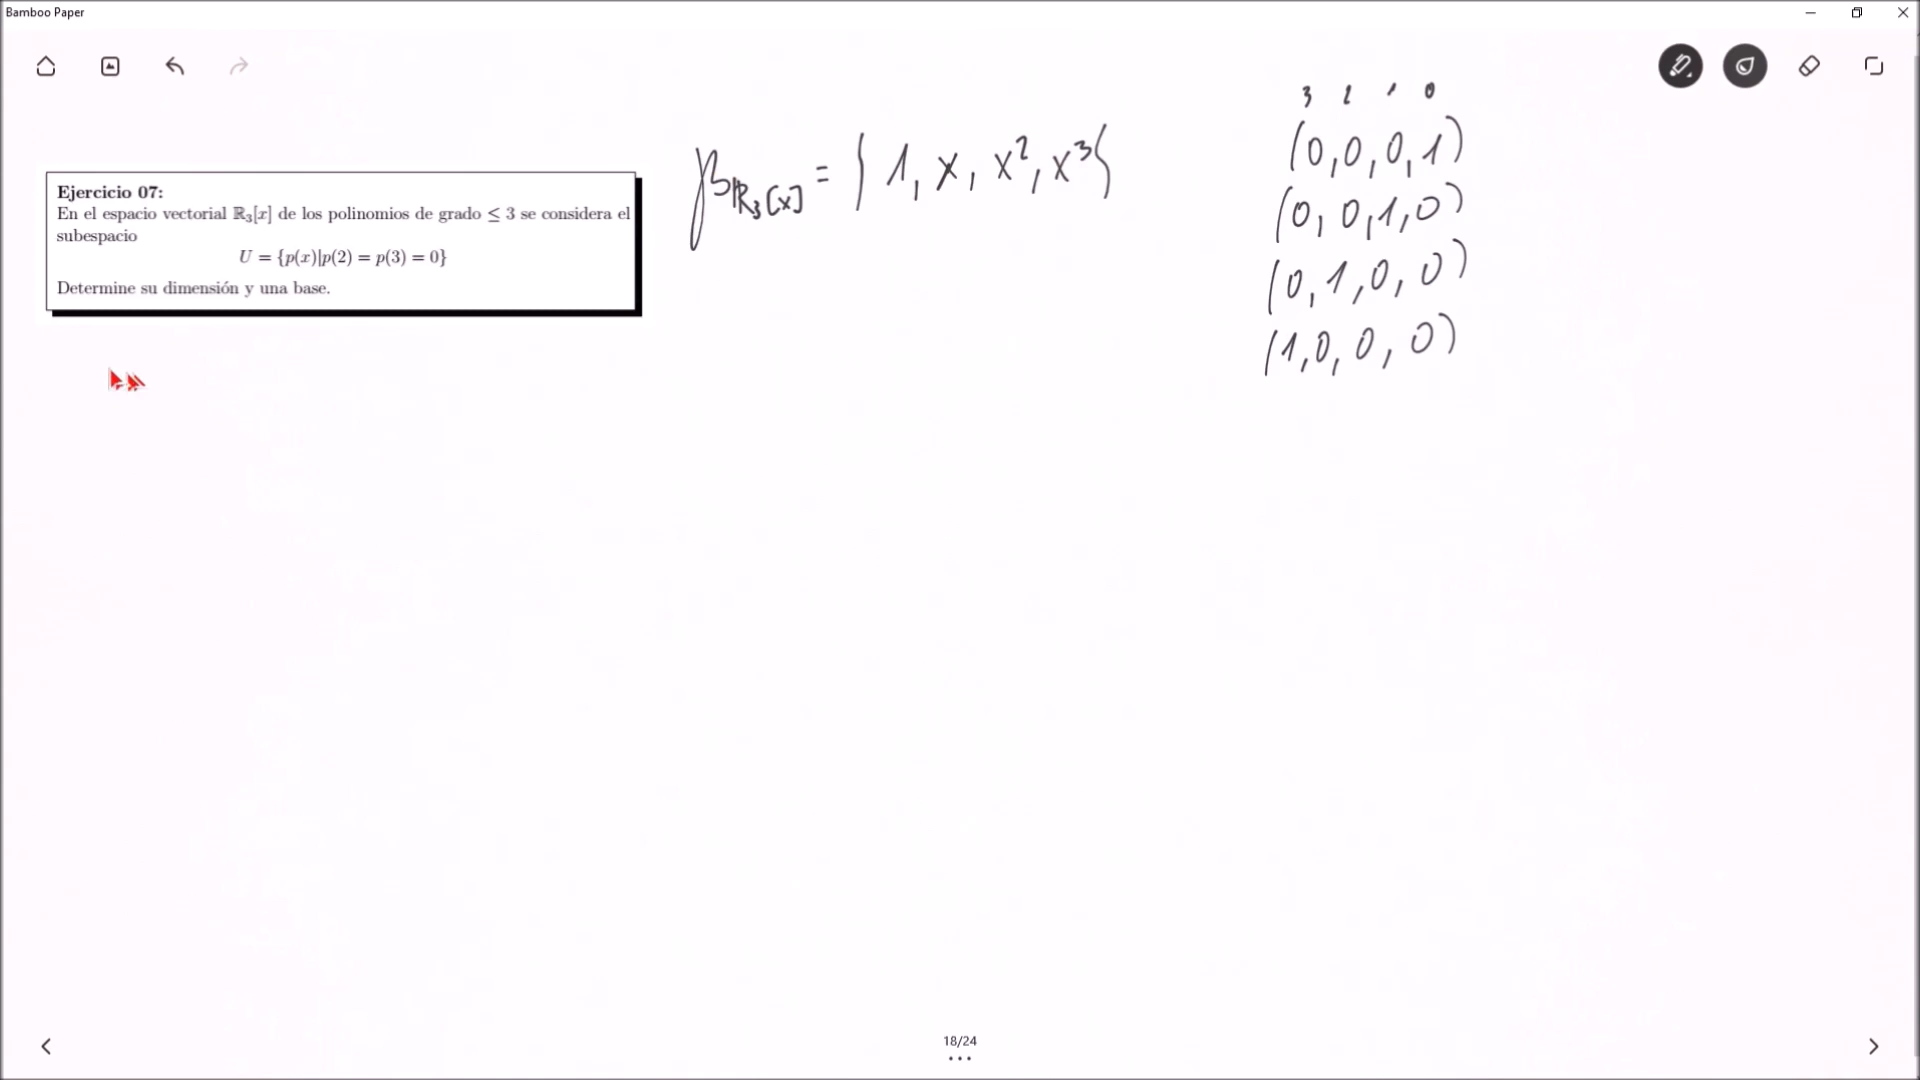 Bamboo Paper
Ejercicio 07:
En el espacio vectorial ℝ₃[x] de los polinomios de grado ≤ 3 se considera el
subespacio
U = {p(x)|p(2) = p(3) = 0}
Determine su dimensión y una base.
β_ℝ₃[x] = { 1, x, x², x³ }
3 2 1 0
(0,0,0,1)
(0,0,1,0)
(0,1,0,0)
(1,0,0,0)
18/24